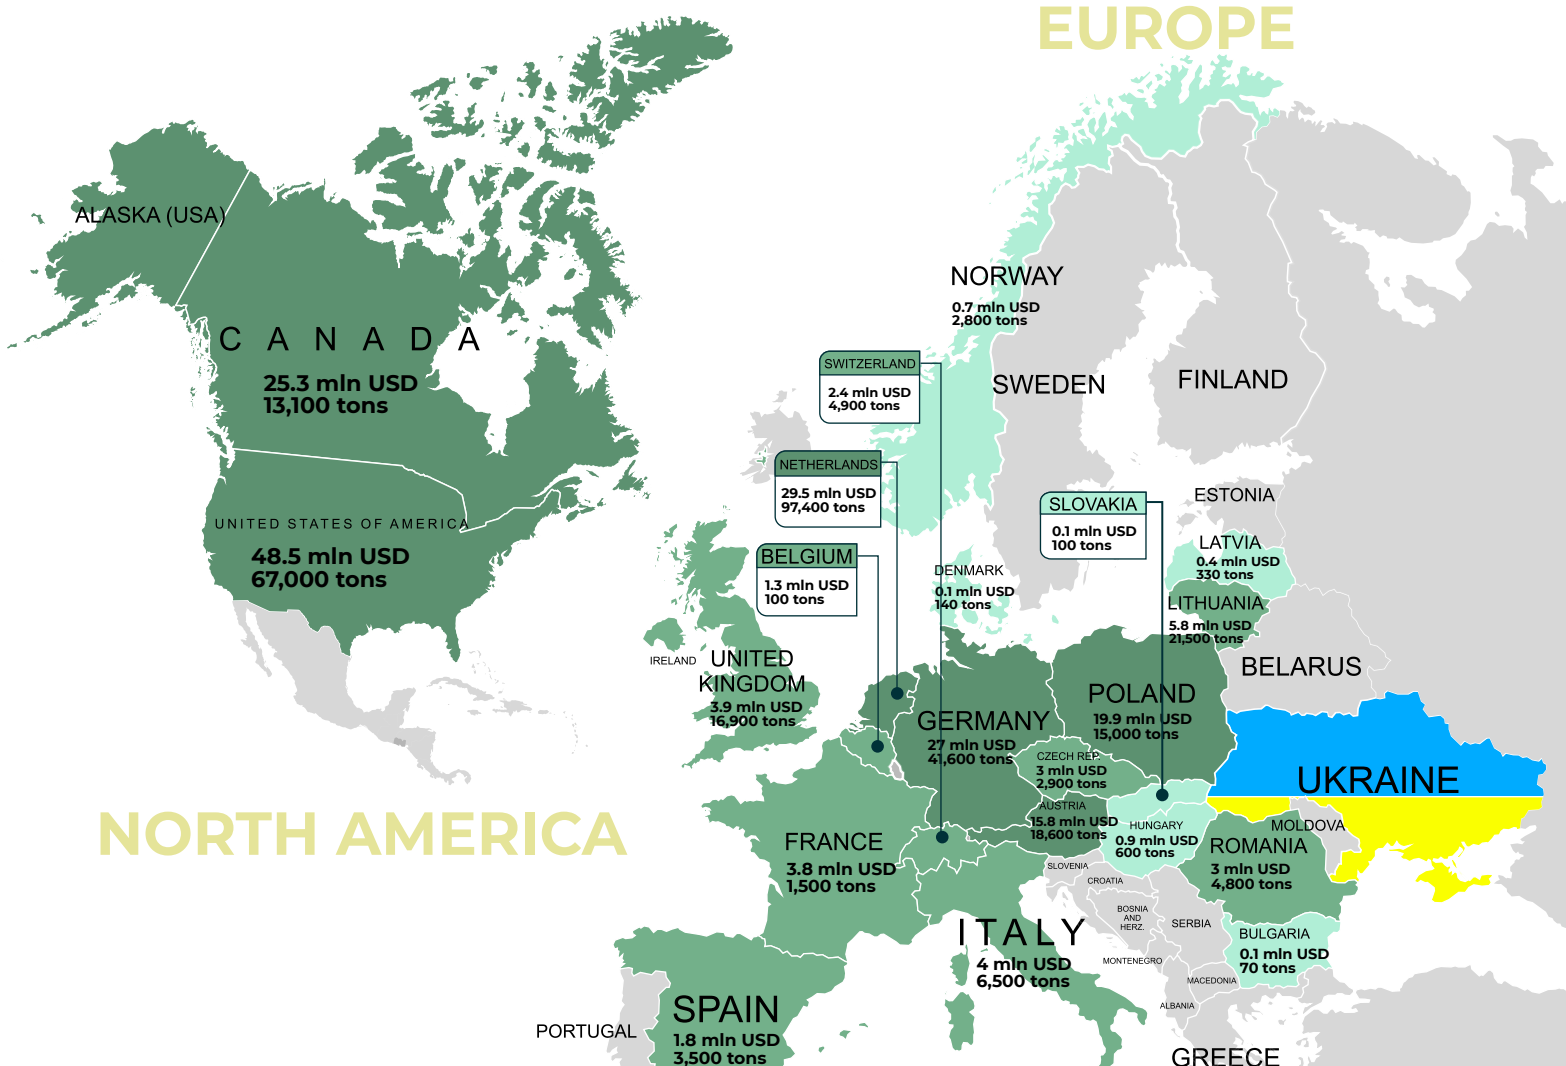 EUROPE
ALASKA (USA)
CANADA
25.3 mln USD
13,100 tons
UNITED STATES OF AMERICA
48.5 mln USD
67,000 tons
NORTH AMERICA
NORWAY
0.7 mln USD
2,800 tons
SWITZERLAND
2.4 mln USD
4,900 tons
SWEDEN
FINLAND
NETHERLANDS
29.5 mln USD
97,400 tons
SLOVAKIA
0.1 mln USD
100 tons
ESTONIA
LATVIA
0.4 mln USD
330 tons
BELGIUM
1.3 mln USD
100 tons
DENMARK
0.1 mln USD
140 tons
LITHUANIA
5.8 mln USD
21,500 tons
IRELAND
UNITED
KINGDOM
3.9 mln USD
16,900 tons
BELARUS
GERMANY
27 mln USD
41,600 tons
POLAND
19.9 mln USD
15,000 tons
CZECH REP.
3 mln USD
2,900 tons
UKRAINE
AUSTRIA
15.8 mln USD
18,600 tons
HUNGARY
0.9 mln USD
600 tons
MOLDOVA
ROMANIA
3 mln USD
4,800 tons
FRANCE
3.8 mln USD
1,500 tons
SLOVENIA
CROATIA
BOSNIA
AND
HERZ.
SERBIA
BULGARIA
0.1 mln USD
70 tons
ITALY
4 mln USD
6,500 tons
MONTENEGRO
MACEDONIA
ALBANIA
SPAIN
1.8 mln USD
3,500 tons
PORTUGAL
GREECE